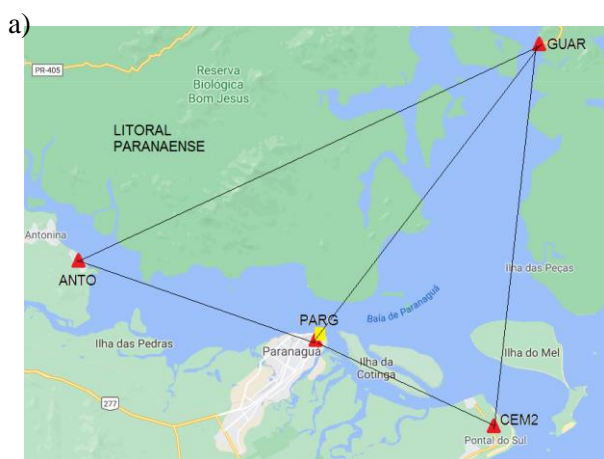 a)
GUAR
PR-405
Reserva
Biológica
Bom Jesus
LITORAL
PARANAENSE
Antonina
ANTO
Ilha das Peças
PARG
Baía de Paranaguá
Ilha das Pedras
Paranaguá
Ilha da
Cotinga
Ilha do Mel
277
CEM2
Pontal do Sul